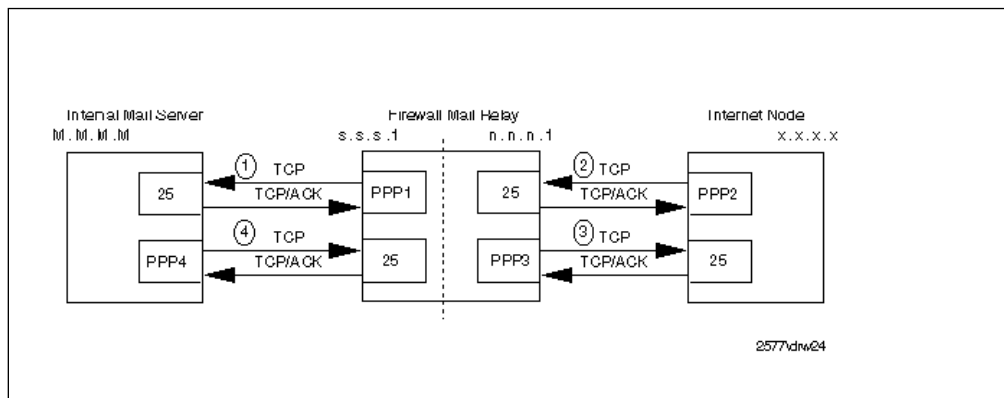 Internal Mail Server Firewall Mail Relay Internet Node
M.M.M.M s.s.s.1 n.n.n.1 x.x.x.x
1 TCP 2 TCP
25 TCP/ACK PPP1 25 TCP/ACK PPP2
4 TCP 3 TCP
PPP4 TCP/ACK 25 PPP3 TCP/ACK 25
2577\drw24